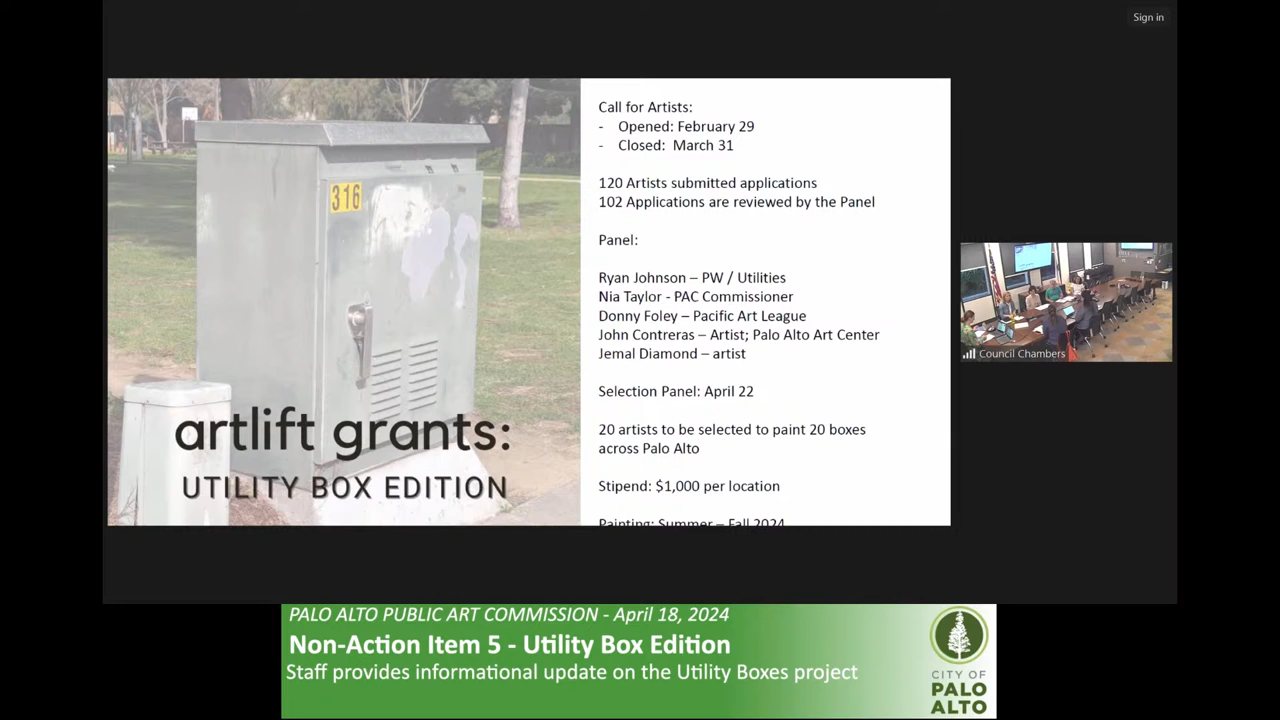 Sign in
Call for Artists:
- Opened: February 29
- Closed: March 31
120 Artists submitted applications
102 Applications are reviewed by the Panel
Panel:
Ryan Johnson – PW / Utilities
Nia Taylor - PAC Commissioner
Donny Foley – Pacific Art League
John Contreras – Artist; Palo Alto Art Center
Jemal Diamond – artist
Selection Panel: April 22
20 artists to be selected to paint 20 boxes
across Palo Alto
Stipend: $1,000 per location
Painting: Summer – Fall 2024
316
artlift grants:
UTILITY BOX EDITION
Council Chambers
PALO ALTO PUBLIC ART COMMISSION - April 18, 2024
Non-Action Item 5 - Utility Box Edition
Staff provides informational update on the Utility Boxes project
CITY OF
PALO
ALTO